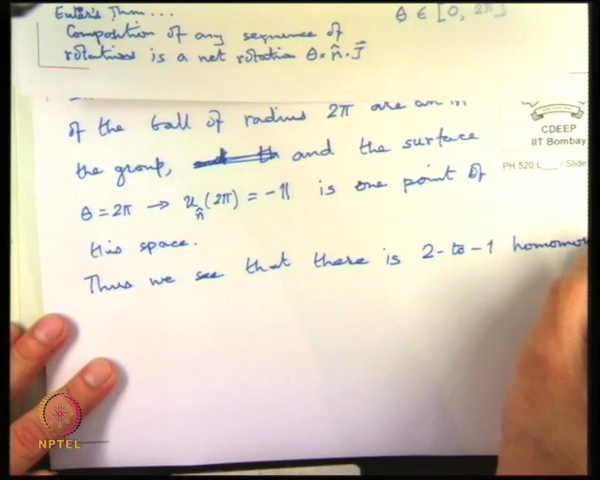 Euler's Thm...
θ ∈ [0, 2π]
Composition of any sequence of
rotations is a net rotation θ = n̂ · J⃗
of the ball of radius 2π are all in
the group, and the surface
θ = 2π → U_n̂(2π) = -1 is one point of
this space.
Thus we see that there is 2-to-1 homomor
CDEEP
IIT Bombay
PH 520 L___ / Slide
NPTEL